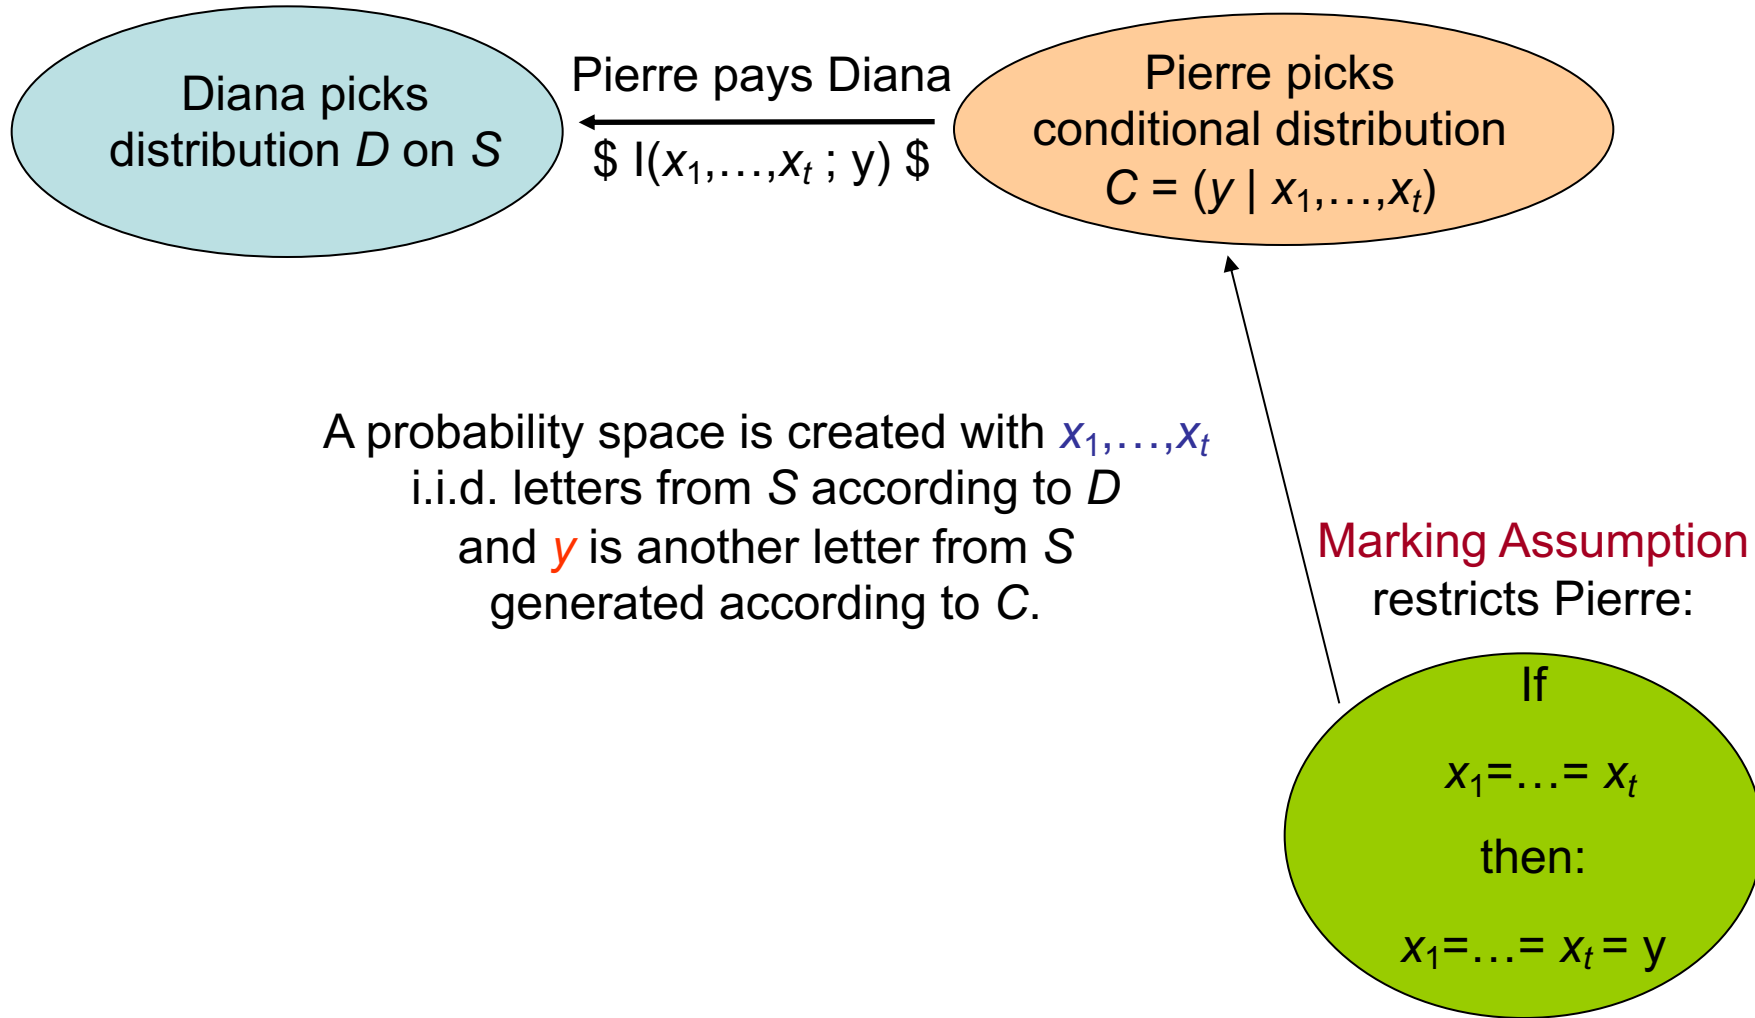 Diana picks
distribution D on S
Pierre pays Diana
$ I(x₁,…,xₜ ; y) $
Pierre picks
conditional distribution
C = (y | x₁,…,xₜ)
A probability space is created with x₁,…,xₜ
i.i.d. letters from S according to D
and y is another letter from S
generated according to C.
Marking Assumption
restricts Pierre:
If
x₁=…= xₜ
then:
x₁=…= xₜ = y